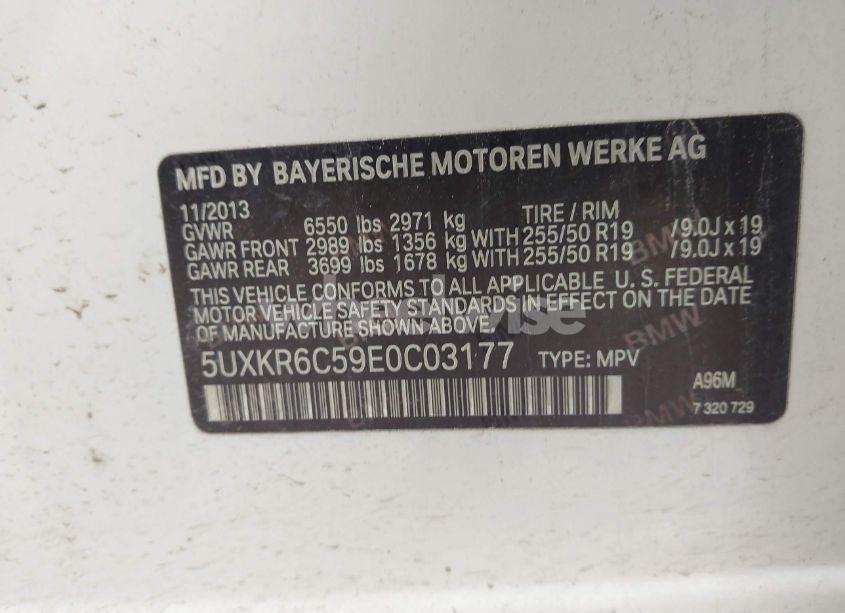 MFD BY BAYERISCHE MOTOREN WERKE AG
11/2013 TIRE / RIM
GVWR 6550 lbs 2971 kg
GAWR FRONT 2989 lbs 1356 kg WITH 255/50 R19 /9.0J x 19
GAWR REAR 3699 lbs 1678 kg WITH 255/50 R19 /9.0J x 19
THIS VEHICLE CONFORMS TO ALL APPLICABLE U. S. FEDERAL
MOTOR VEHICLE SAFETY STANDARDS IN EFFECT ON THE DATE
OF MANUFACTURE SHOWN ABOVE.
5UXKR6C59E0C03177 TYPE: MPV
A96M
7 320 729
BMW
BMW
BMW